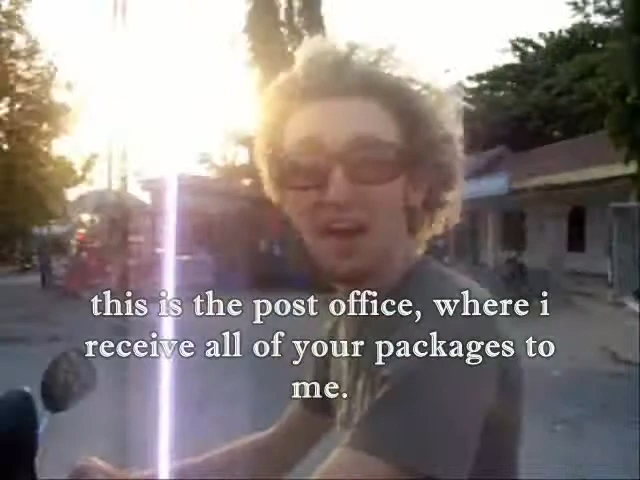 this is the post office, where i
receive all of your packages to
me.